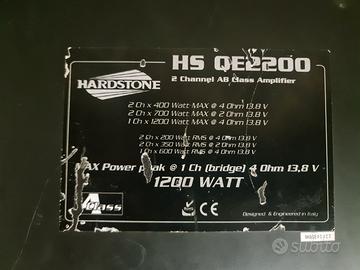 HS QE2200
2 Channel AB Class Amplifier
HARDSTONE
2 Ch x 400 Watt MAX @ 4 Ohm 13,8 V
2 Ch x 700 Watt MAX @ 2 Ohm 13,8 V
1 Ch x 1200 Watt MAX @ 4 Ohm 13,8 V
2 Ch x 200 Watt RMS @ 4 Ohm 13,8 V
2 Ch x 350 Watt RMS @ 2 Ohm 13,8 V
1 Ch x 600 Watt RMS @ 4 Ohm 13,8 V
AX Power peak @ 1 Ch (bridge) 4 Ohm 13,8 V
1200 WATT
A
Class
CE
Designed & Engineered in Italy
subito